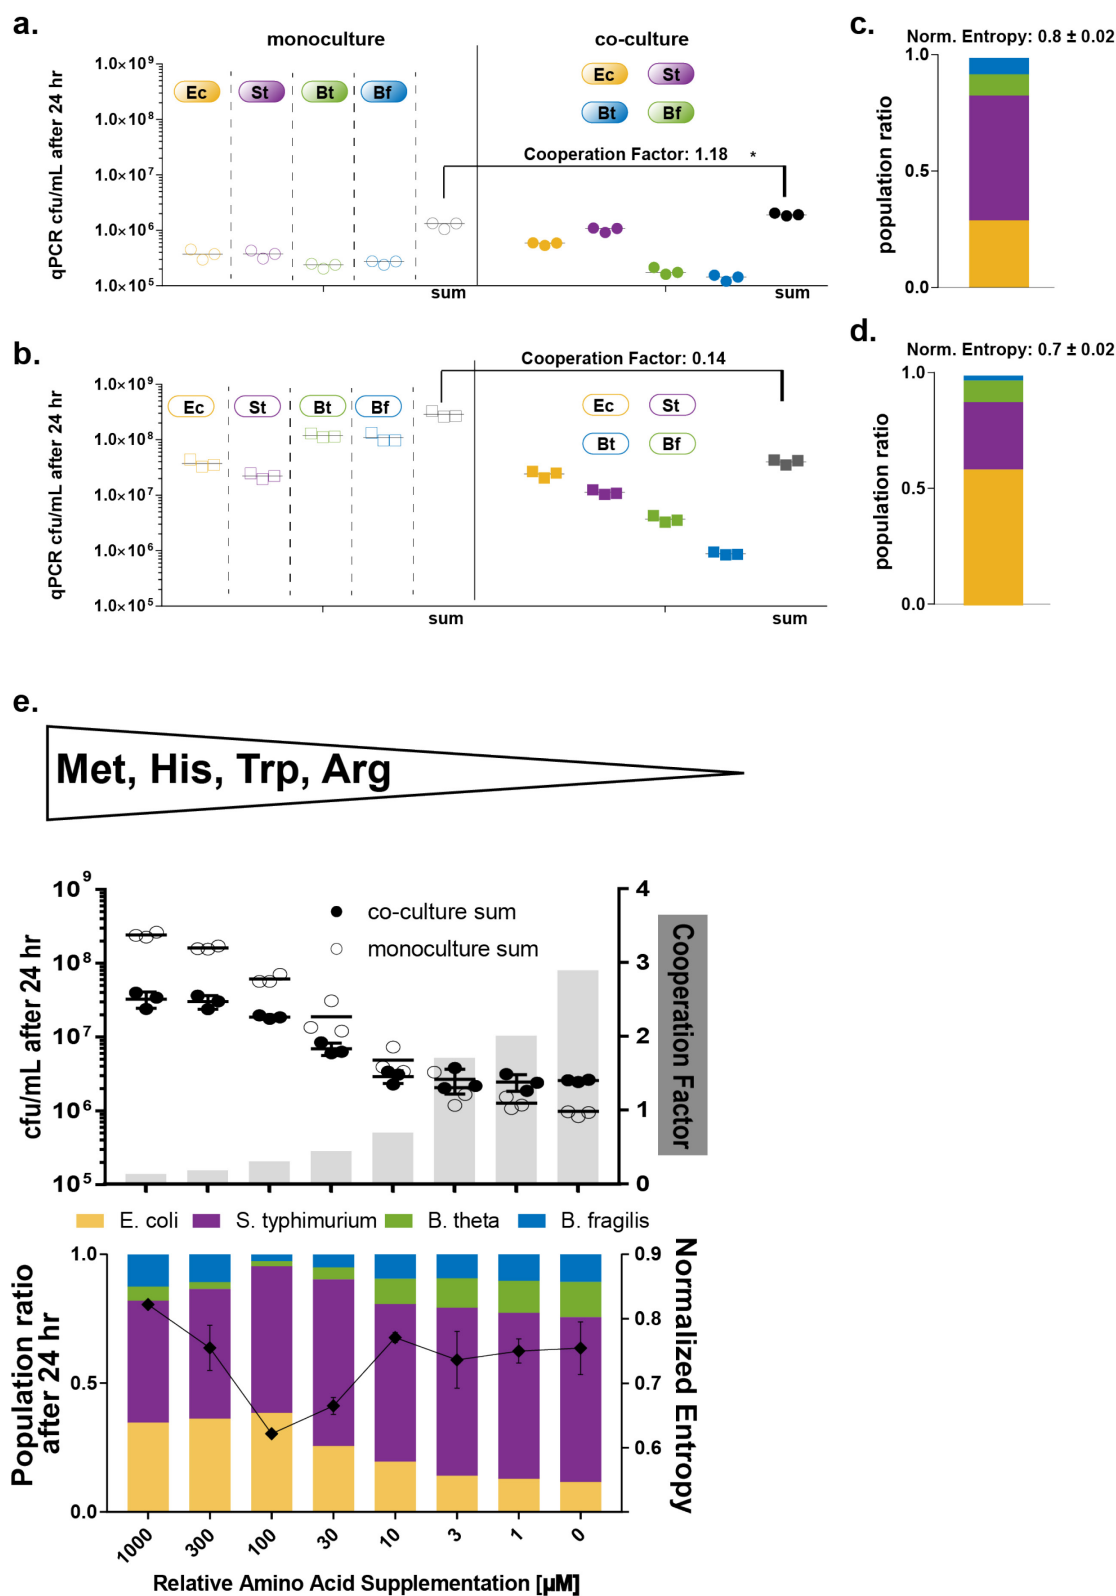 a.
monoculture
co-culture
qPCR cfu/mL after 24 hr
1.0×10⁹
1.0×10⁸
1.0×10⁷
1.0×10⁶
1.0×10⁵
Ec
St
Bt
Bf
Ec
St
Bt
Bf
Cooperation Factor: 1.18 *
sum
sum
c.
Norm. Entropy: 0.8 ± 0.02
population ratio
1.0
0.5
0.0
b.
qPCR cfu/mL after 24 hr
1.0×10⁹
1.0×10⁸
1.0×10⁷
1.0×10⁶
1.0×10⁵
Ec
St
Bt
Bf
Ec
St
Bt
Bf
Cooperation Factor: 0.14
sum
sum
d.
Norm. Entropy: 0.7 ± 0.02
population ratio
1.0
0.5
0.0
e.
Met, His, Trp, Arg
cfu/mL after 24 hr
10⁹
10⁸
10⁷
10⁶
10⁵
co-culture sum
monoculture sum
4
3
2
1
0
Cooperation Factor
E. coli S. typhimurium B. theta B. fragilis
Population ratio
after 24 hr
1.0
0.5
0.0
0.9
0.8
0.7
0.6
Normalized Entropy
1000 300 100 30 10 3 1 0
Relative Amino Acid Supplementation [µM]